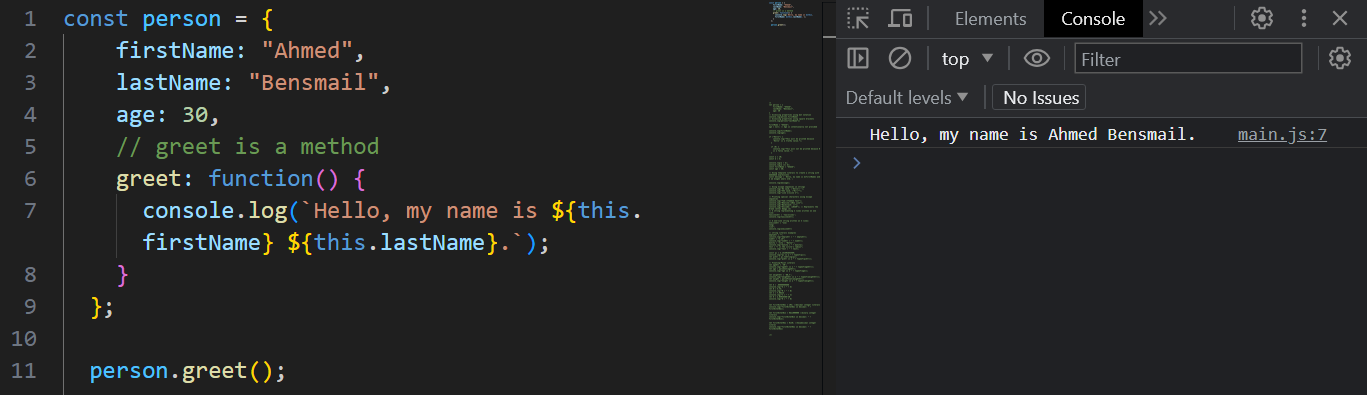 1 const person = {
2 firstName: "Ahmed",
3 lastName: "Bensmail",
4 age: 30,
5 // greet is a method
6 greet: function() {
7 console.log(`Hello, my name is ${this.
firstName} ${this.lastName}.`);
8 }
9 };
10
11 person.greet();
Elements Console
top Filter
Default levels No Issues
Hello, my name is Ahmed Bensmail. main.js:7